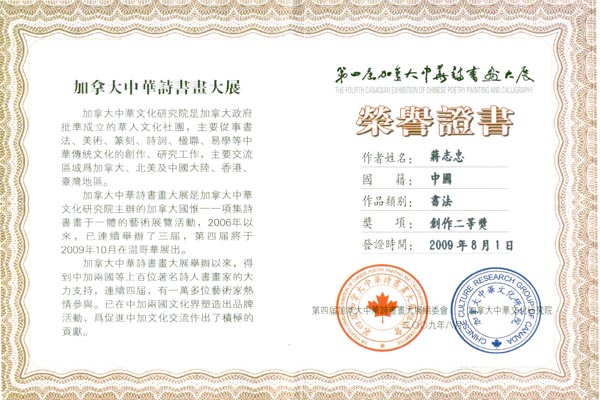 加拿大中華詩書畫大展
加拿大中華文化研究院是加拿大政府
批準成立的華人文化社團，主要從事書
法、美術、篆刻、詩詞、楹聯、易學等中
華傳統文化的創作、研究工作，主要交流
區域爲加拿大、北美及中國大陸、香港、
臺灣地區。
加拿大中華詩書畫大展是加拿大中華
文化研究院主辦的加拿大惟一一項集詩
書畫于一體的藝術展覽活動，2006年以
來，已連續舉辦了三届，第四届將于
2009年10月在温哥華展出。
加拿大中華詩書畫大展舉辦以來，得
到中加兩國等上百位著名詩人書畫家的大
力支持，連續四届，有一萬多位藝術家熱
情參與。已在中加兩國文化界塑造出品牌
活動，爲促進中加文化交流作出了積極的
貢獻。
第四届加拿大中華詩書畫大展
THE FOURTH CANADIAN EXHIBITION OF CHINESE POETRY PAINTING AND CALLIGRAPHY
榮譽證書
作者姓名：蔣志忠
國 籍：中國
作品類别：書法
獎 項：創作二等獎
發證時間：2009年8月1日
第四届加拿大中華詩書畫大展組委會 加拿大中華文化研究院
二〇〇九年八月
CHINESE CULTURE RESEARCH GROUP OF CANADA
加拿大中華文化研究院